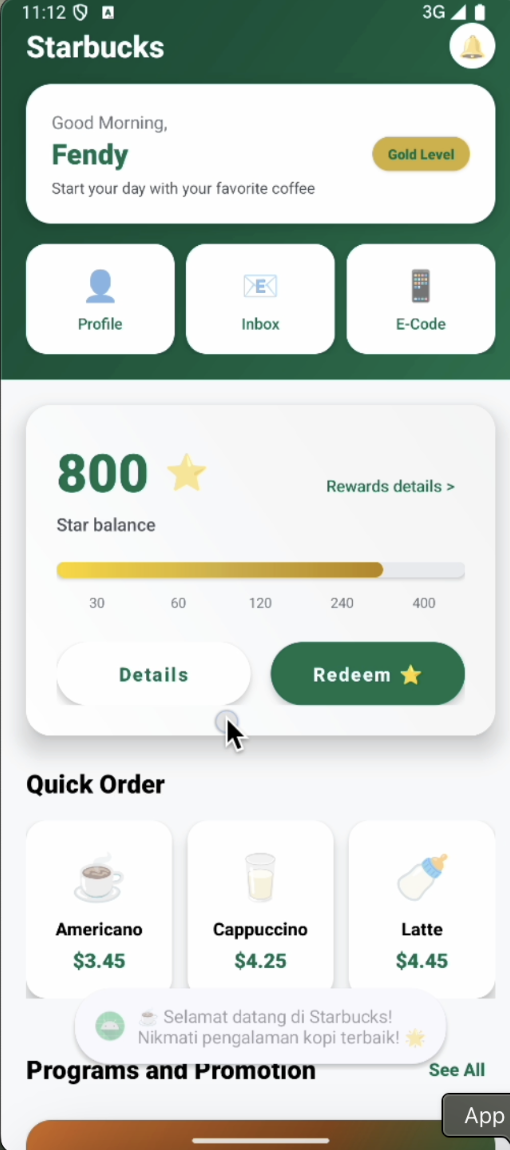 11:12
3G
Starbucks
Good Morning,
Fendy
Gold Level
Start your day with your favorite coffee
Profile
Inbox
E-Code
800
Rewards details >
Star balance
30 60 120 240 400
Details
Redeem ⭐
Quick Order
Americano
Cappuccino
Latte
$3.45
$4.25
$4.45
☕ Selamat datang di Starbucks!
Nikmati pengalaman kopi terbaik! 🌟
Programs and Promotion
See All
App